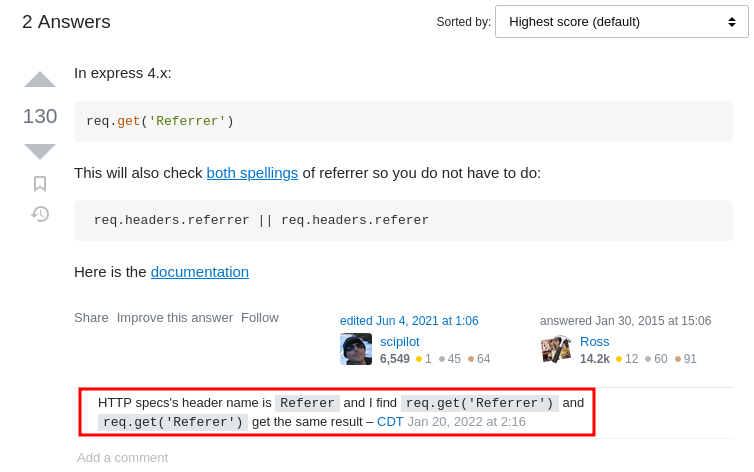 2 Answers
Sorted by: Highest score (default)
In express 4.x:
130
req.get('Referrer')
This will also check both spellings of referrer so you do not have to do:
req.headers.referrer || req.headers.referer
Here is the documentation
Share Improve this answer Follow
edited Jun 4, 2021 at 1:06
scipilot
6,549 1 45 64
answered Jan 30, 2015 at 15:06
Ross
14.2k 12 60 91
HTTP specs's header name is Referer and I find req.get('Referrer') and
req.get('Referer') get the same result – CDT Jan 20, 2022 at 2:16
Add a comment